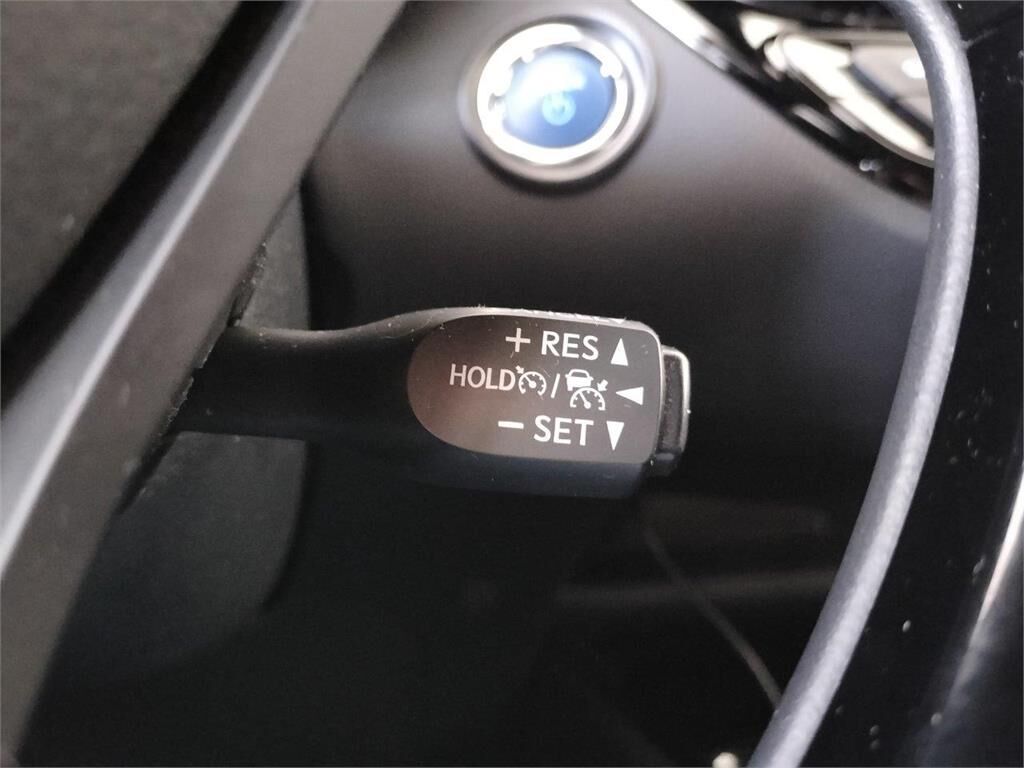 + RES ▲
HOLD / ◀
− SET ▼